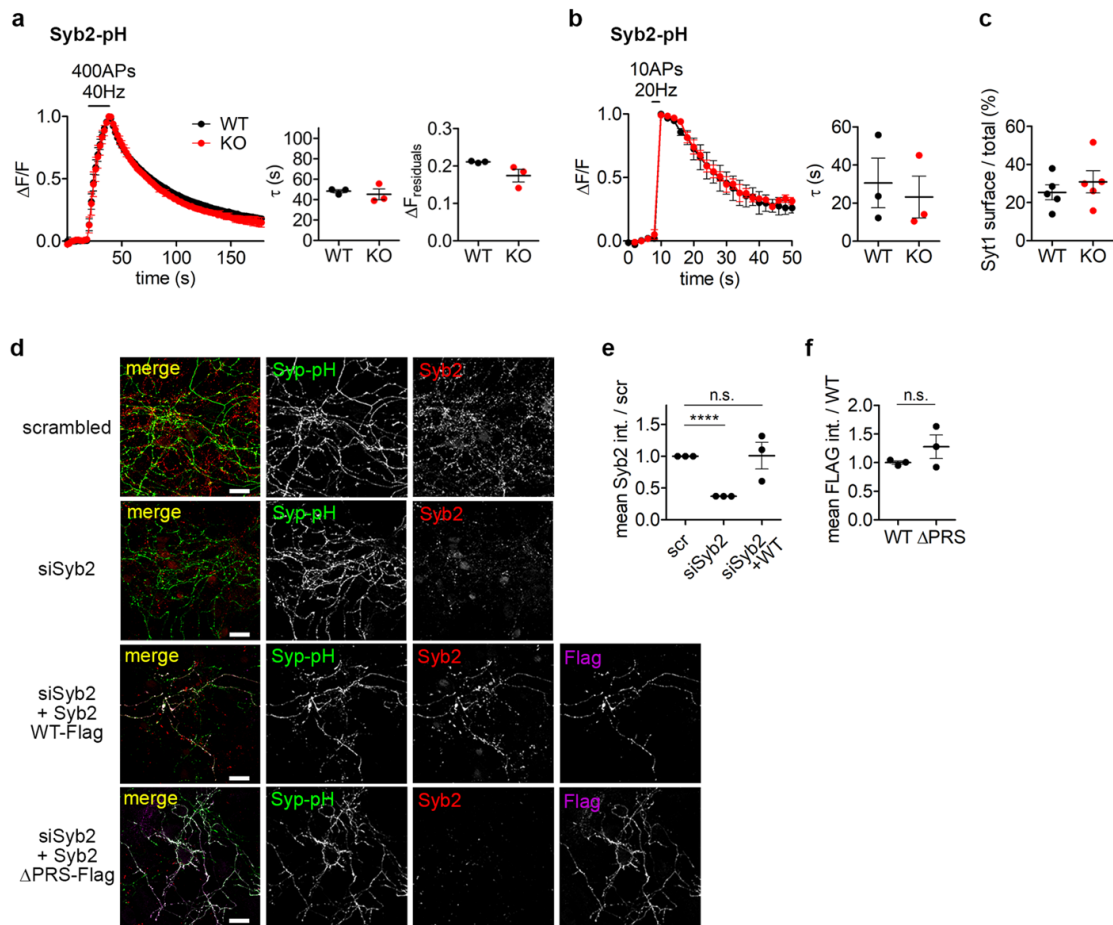 a
Syb2-pH
400APs
40Hz
ΔF/F
1.0
0.5
0.0
50
100
150
time (s)
WT
KO
τ (s)
100
80
60
40
20
0
WT KO
ΔFresiduals
0.3
0.2
0.1
0.0
WT KO
b
Syb2-pH
10APs
20Hz
ΔF/F
1.0
0.5
0.0
0 10 20 30 40 50
time (s)
τ (s)
60
40
20
0
WT KO
c
Syt1 surface / total (%)
60
40
20
0
WT KO
d
scrambled
merge
Syp-pH
Syb2
siSyb2
merge
Syp-pH
Syb2
siSyb2
+ Syb2
WT-Flag
merge
Syp-pH
Syb2
Flag
siSyb2
+ Syb2
ΔPRS-Flag
merge
Syp-pH
Syb2
Flag
e
mean Syb2 int. / scr
n.s.
****
1.5
1.0
0.5
0.0
scr
siSyb2
siSyb2
+WT
f
mean FLAG int. / WT
n.s.
2.0
1.5
1.0
0.5
0.0
WT ΔPRS